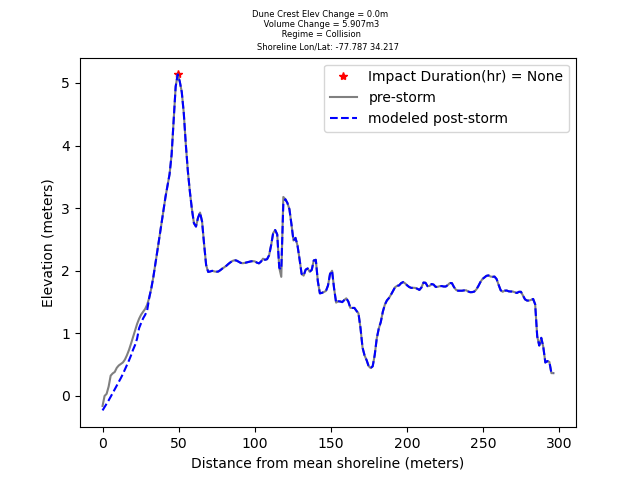 Dune Crest Elev Change = 0.0m
Volume Change = 5.907m3
Regime = Collision
Shoreline Lon/Lat: -77.787 34.217
Impact Duration(hr) = None
pre-storm
modeled post-storm
Elevation (meters)
5
4
3
2
1
0
0 50 100 150 200 250 300
Distance from mean shoreline (meters)